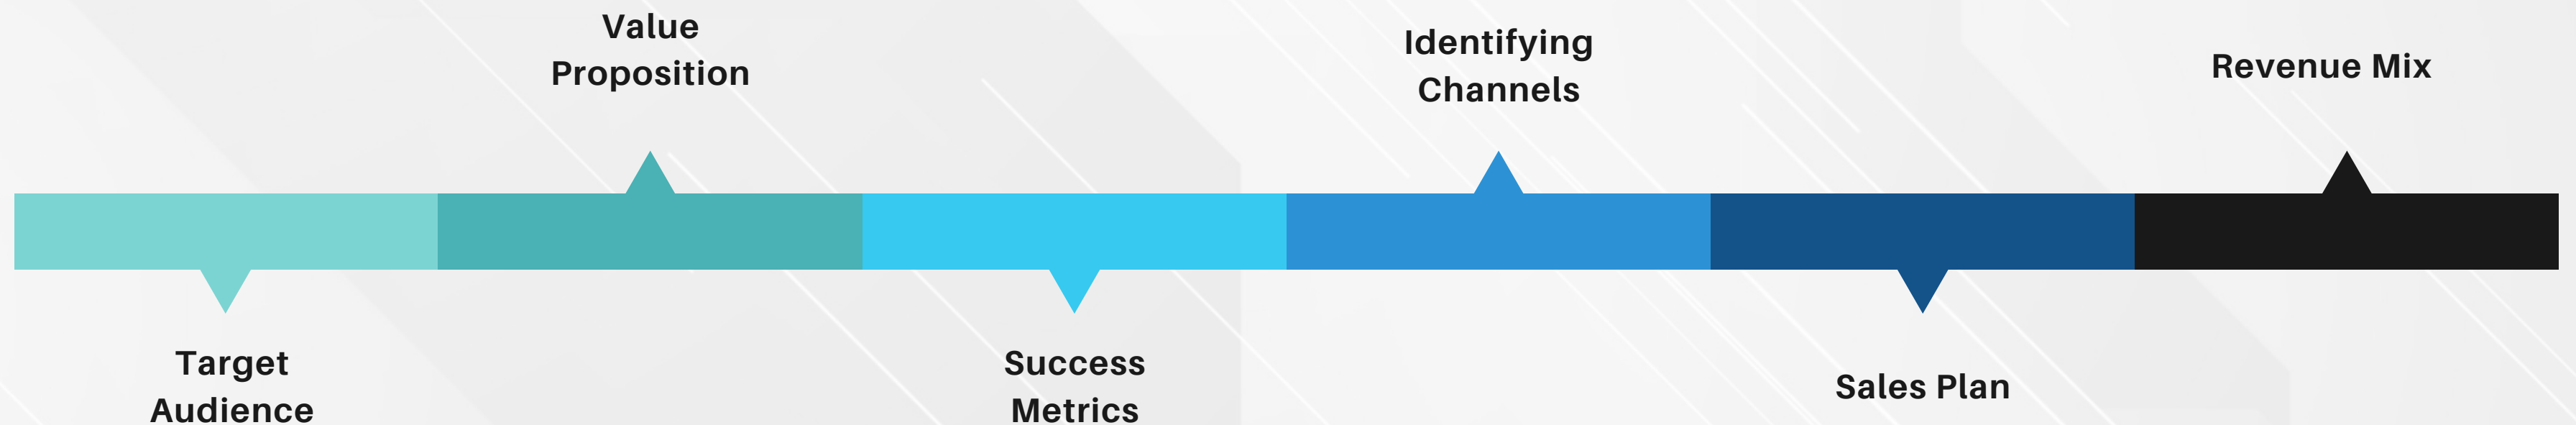 Value
Proposition
Identifying
Channels
Revenue Mix
Target
Audience
Success
Metrics
Sales Plan